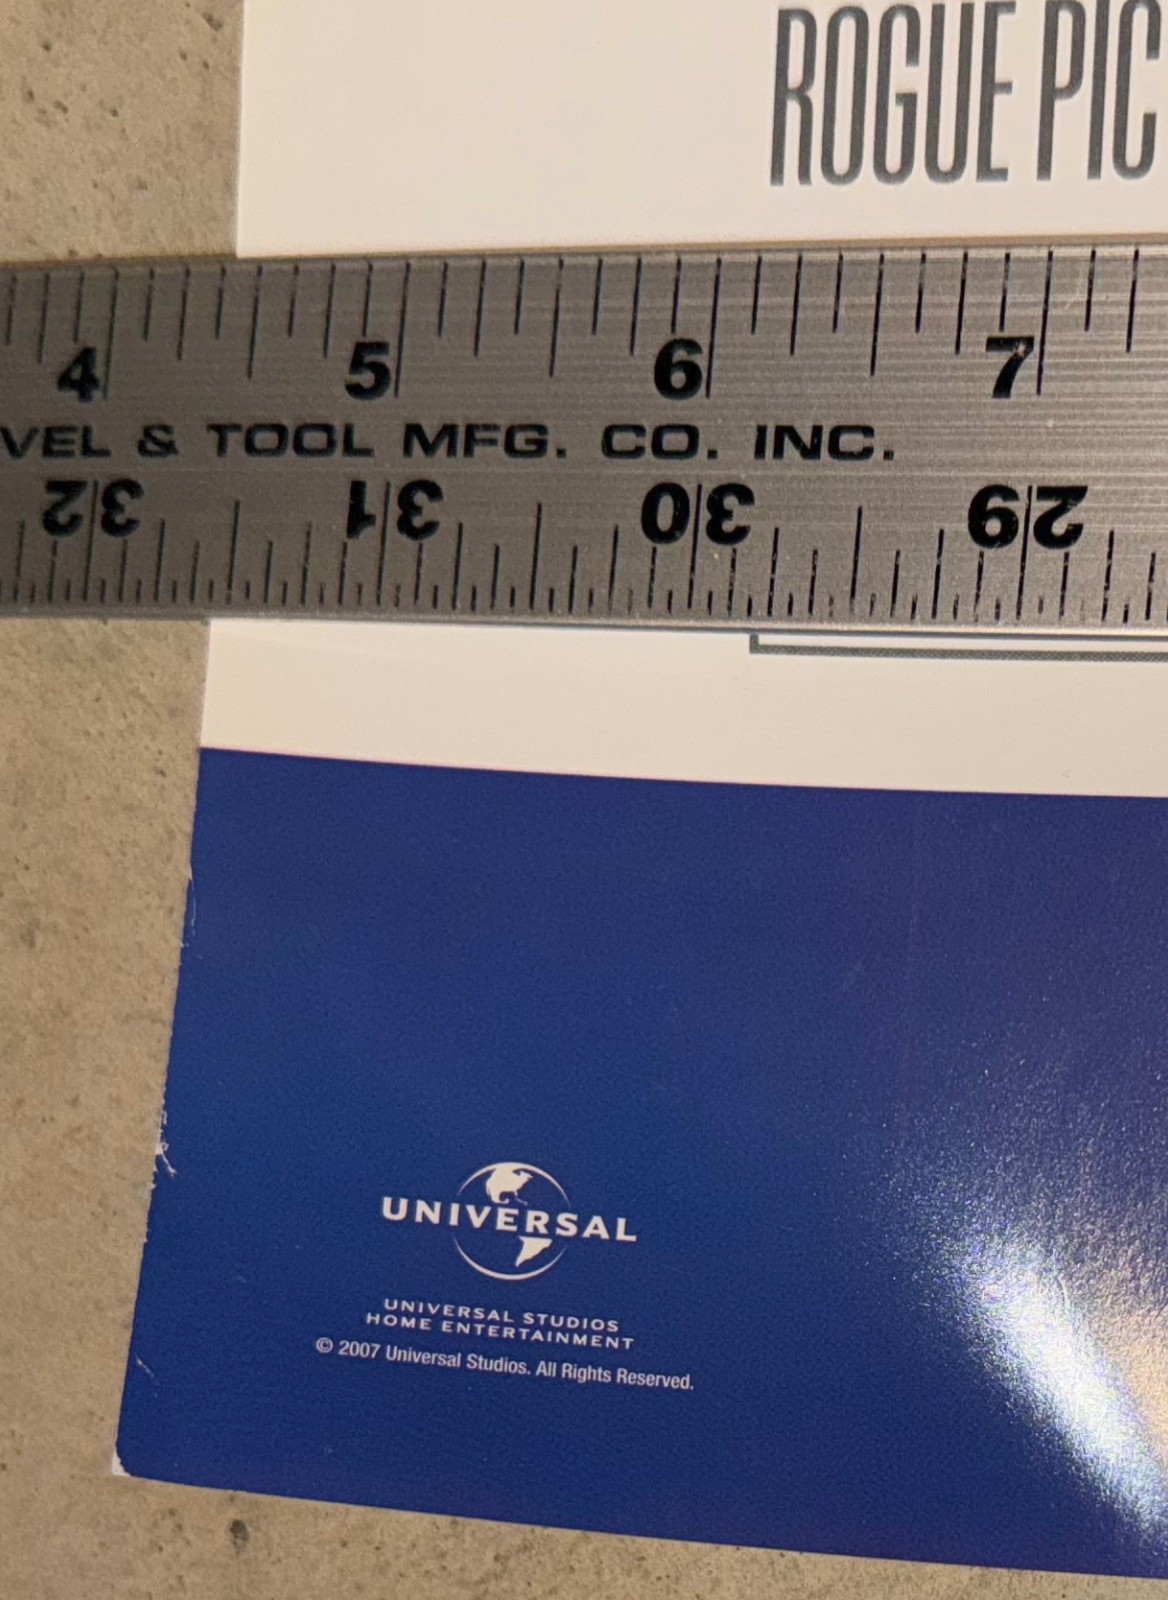 ROGUE PIC
4 5 6 7
VEL & TOOL MFG. CO. INC.
32 31 30 29
UNIVERSAL
UNIVERSAL STUDIOS
HOME ENTERTAINMENT
© 2007 Universal Studios. All Rights Reserved.